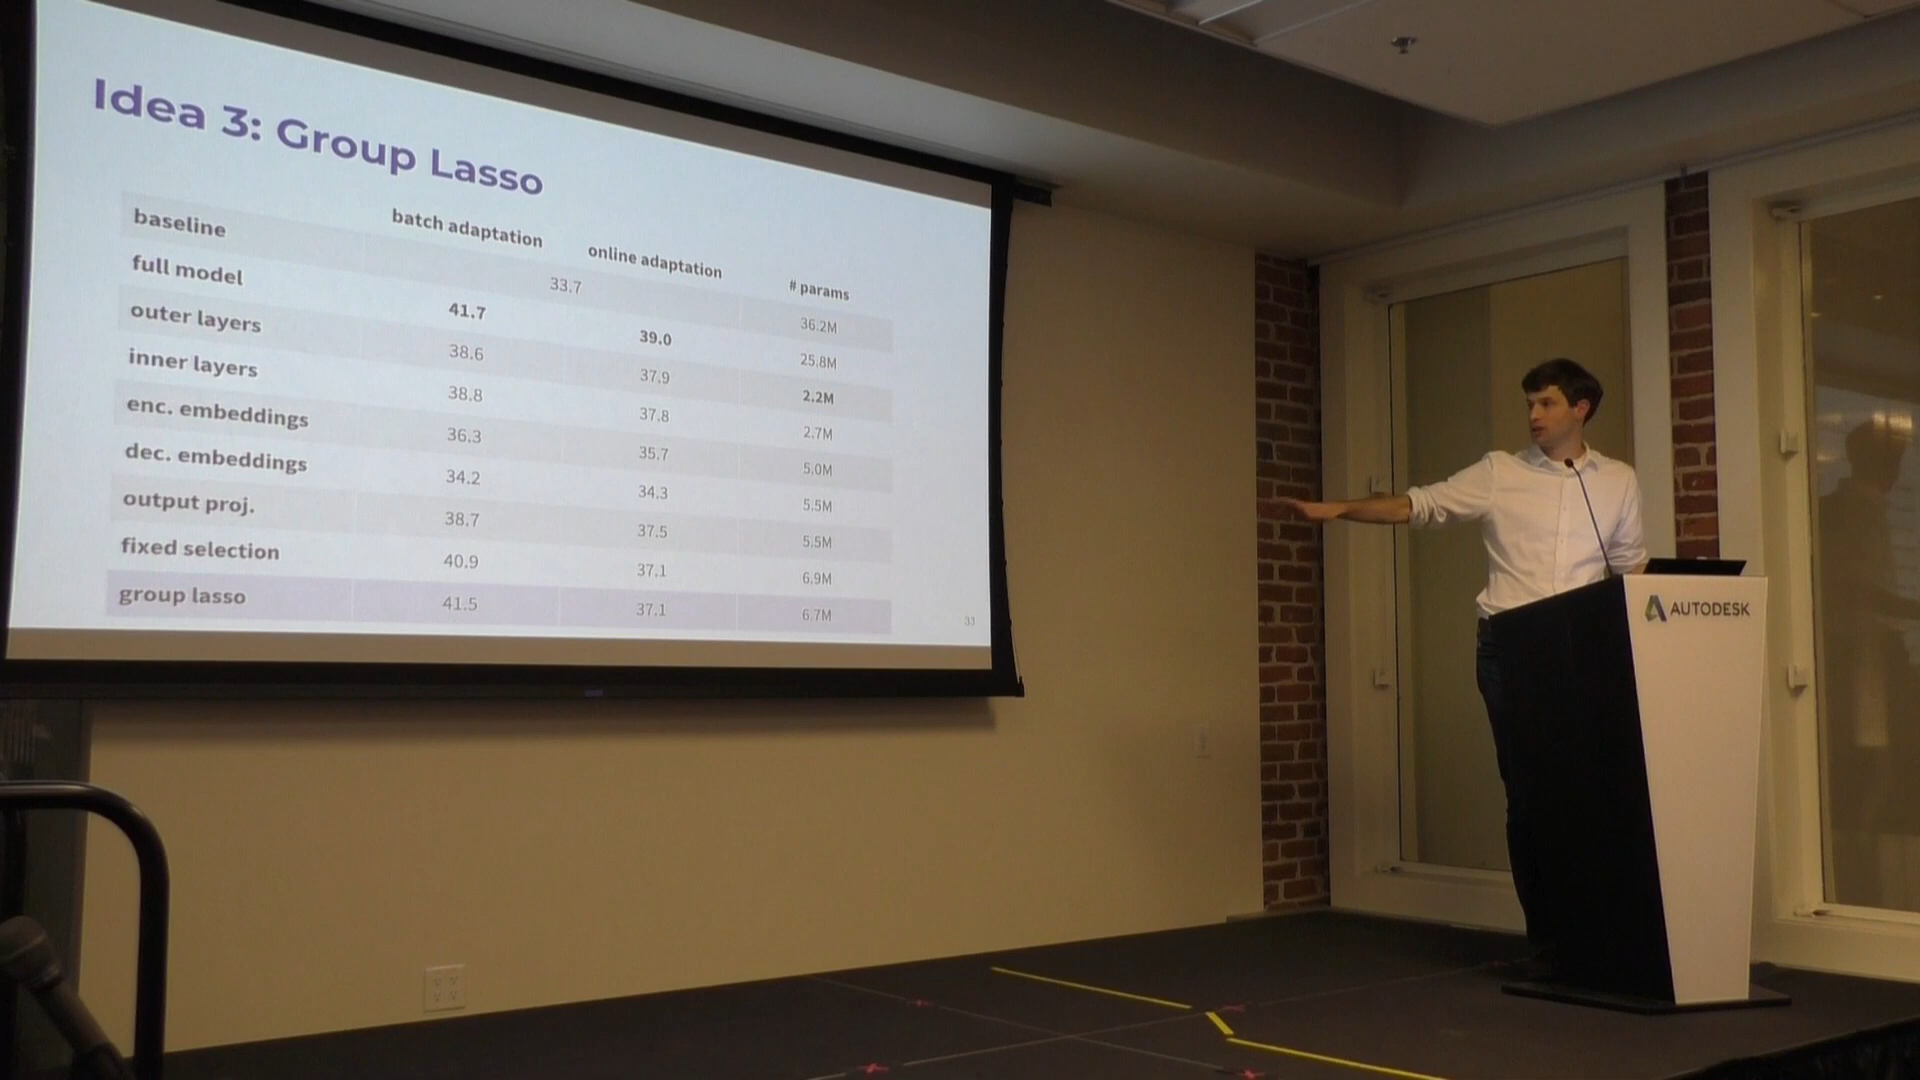 Idea 3: Group Lasso
batch adaptation online adaptation # params
baseline 33.7 36.2M
full model 41.7 39.0 25.8M
outer layers 38.6 37.9 2.2M
inner layers 38.8 37.8 2.7M
enc. embeddings 36.3 35.7 5.0M
dec. embeddings 34.2 34.3 5.5M
output proj. 38.7 37.5 5.5M
fixed selection 40.9 37.1 6.9M
group lasso 41.5 37.1 6.7M
33
AUTODESK